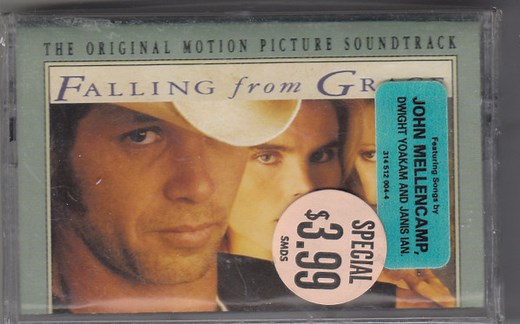 THE ORIGINAL MOTION PICTURE SOUNDTRACK
FALLING from GRACE
Featuring Songs by
JOHN MELLENCAMP,
DWIGHT YOAKAM AND JANIS IAN.
314 512 004-4
SPECIAL
$3.99
SMDS